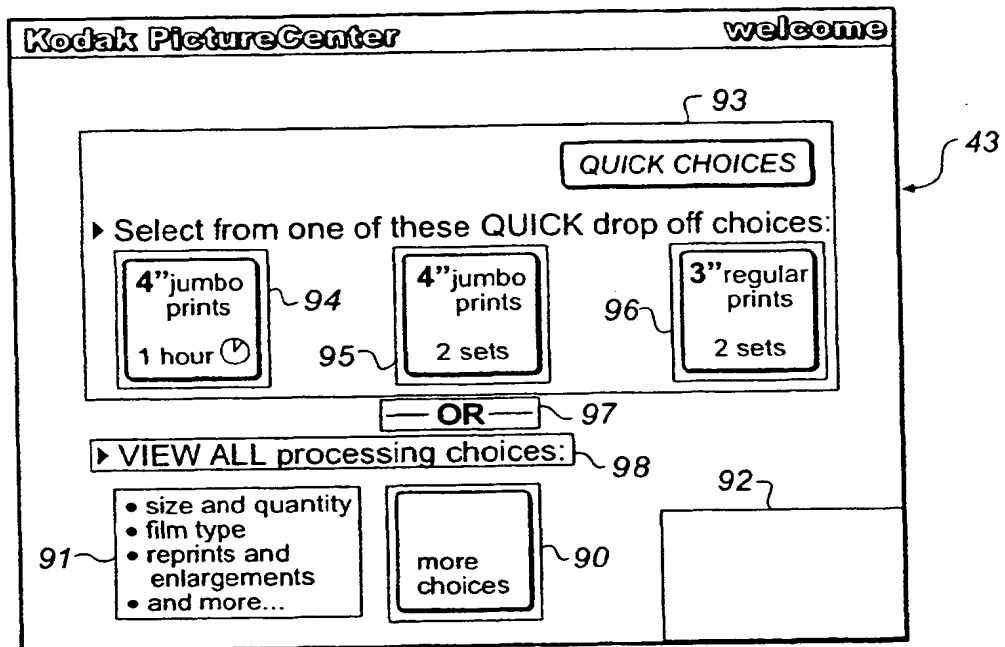 Kodak PictureCenter welcome
93
43
QUICK CHOICES
▶ Select from one of these QUICK drop off choices:
4” jumbo
prints
1 hour
94
95
4” jumbo
prints
2 sets
96
3” regular
prints
2 sets
— OR —
97
▶ VIEW ALL processing choices:
98
91
• size and quantity
• film type
• reprints and
enlargements
• and more...
more
choices
90
92